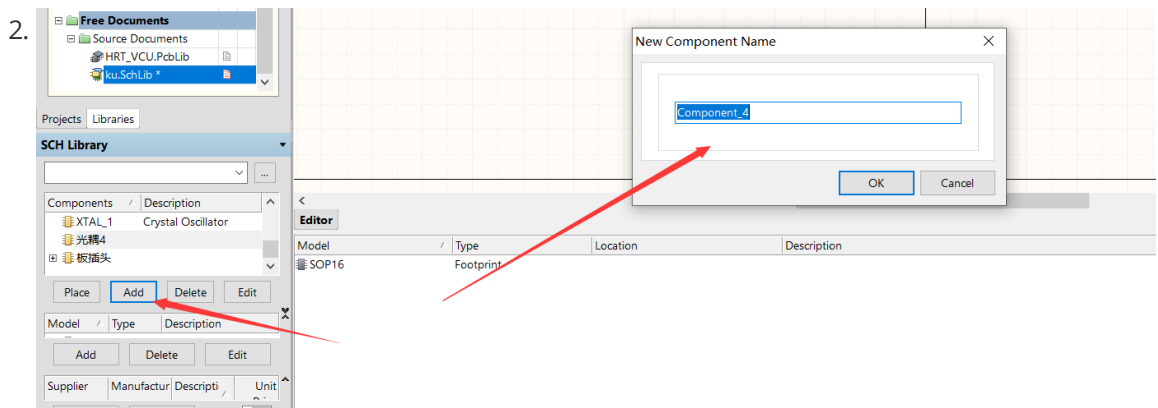 2.
Free Documents
Source Documents
HRT_VCU.PcbLib
ku.SchLib *
Projects Libraries
SCH Library
...
Components / Description
XTAL_1 Crystal Oscillator
光耦4
板插头
Place Add Delete Edit
Model / Type Description
Add Delete Edit
Supplier Manufactur Descripti / Unit
New Component Name
Component_4
OK Cancel
Editor
Model / Type Location Description
SOP16 Footprint